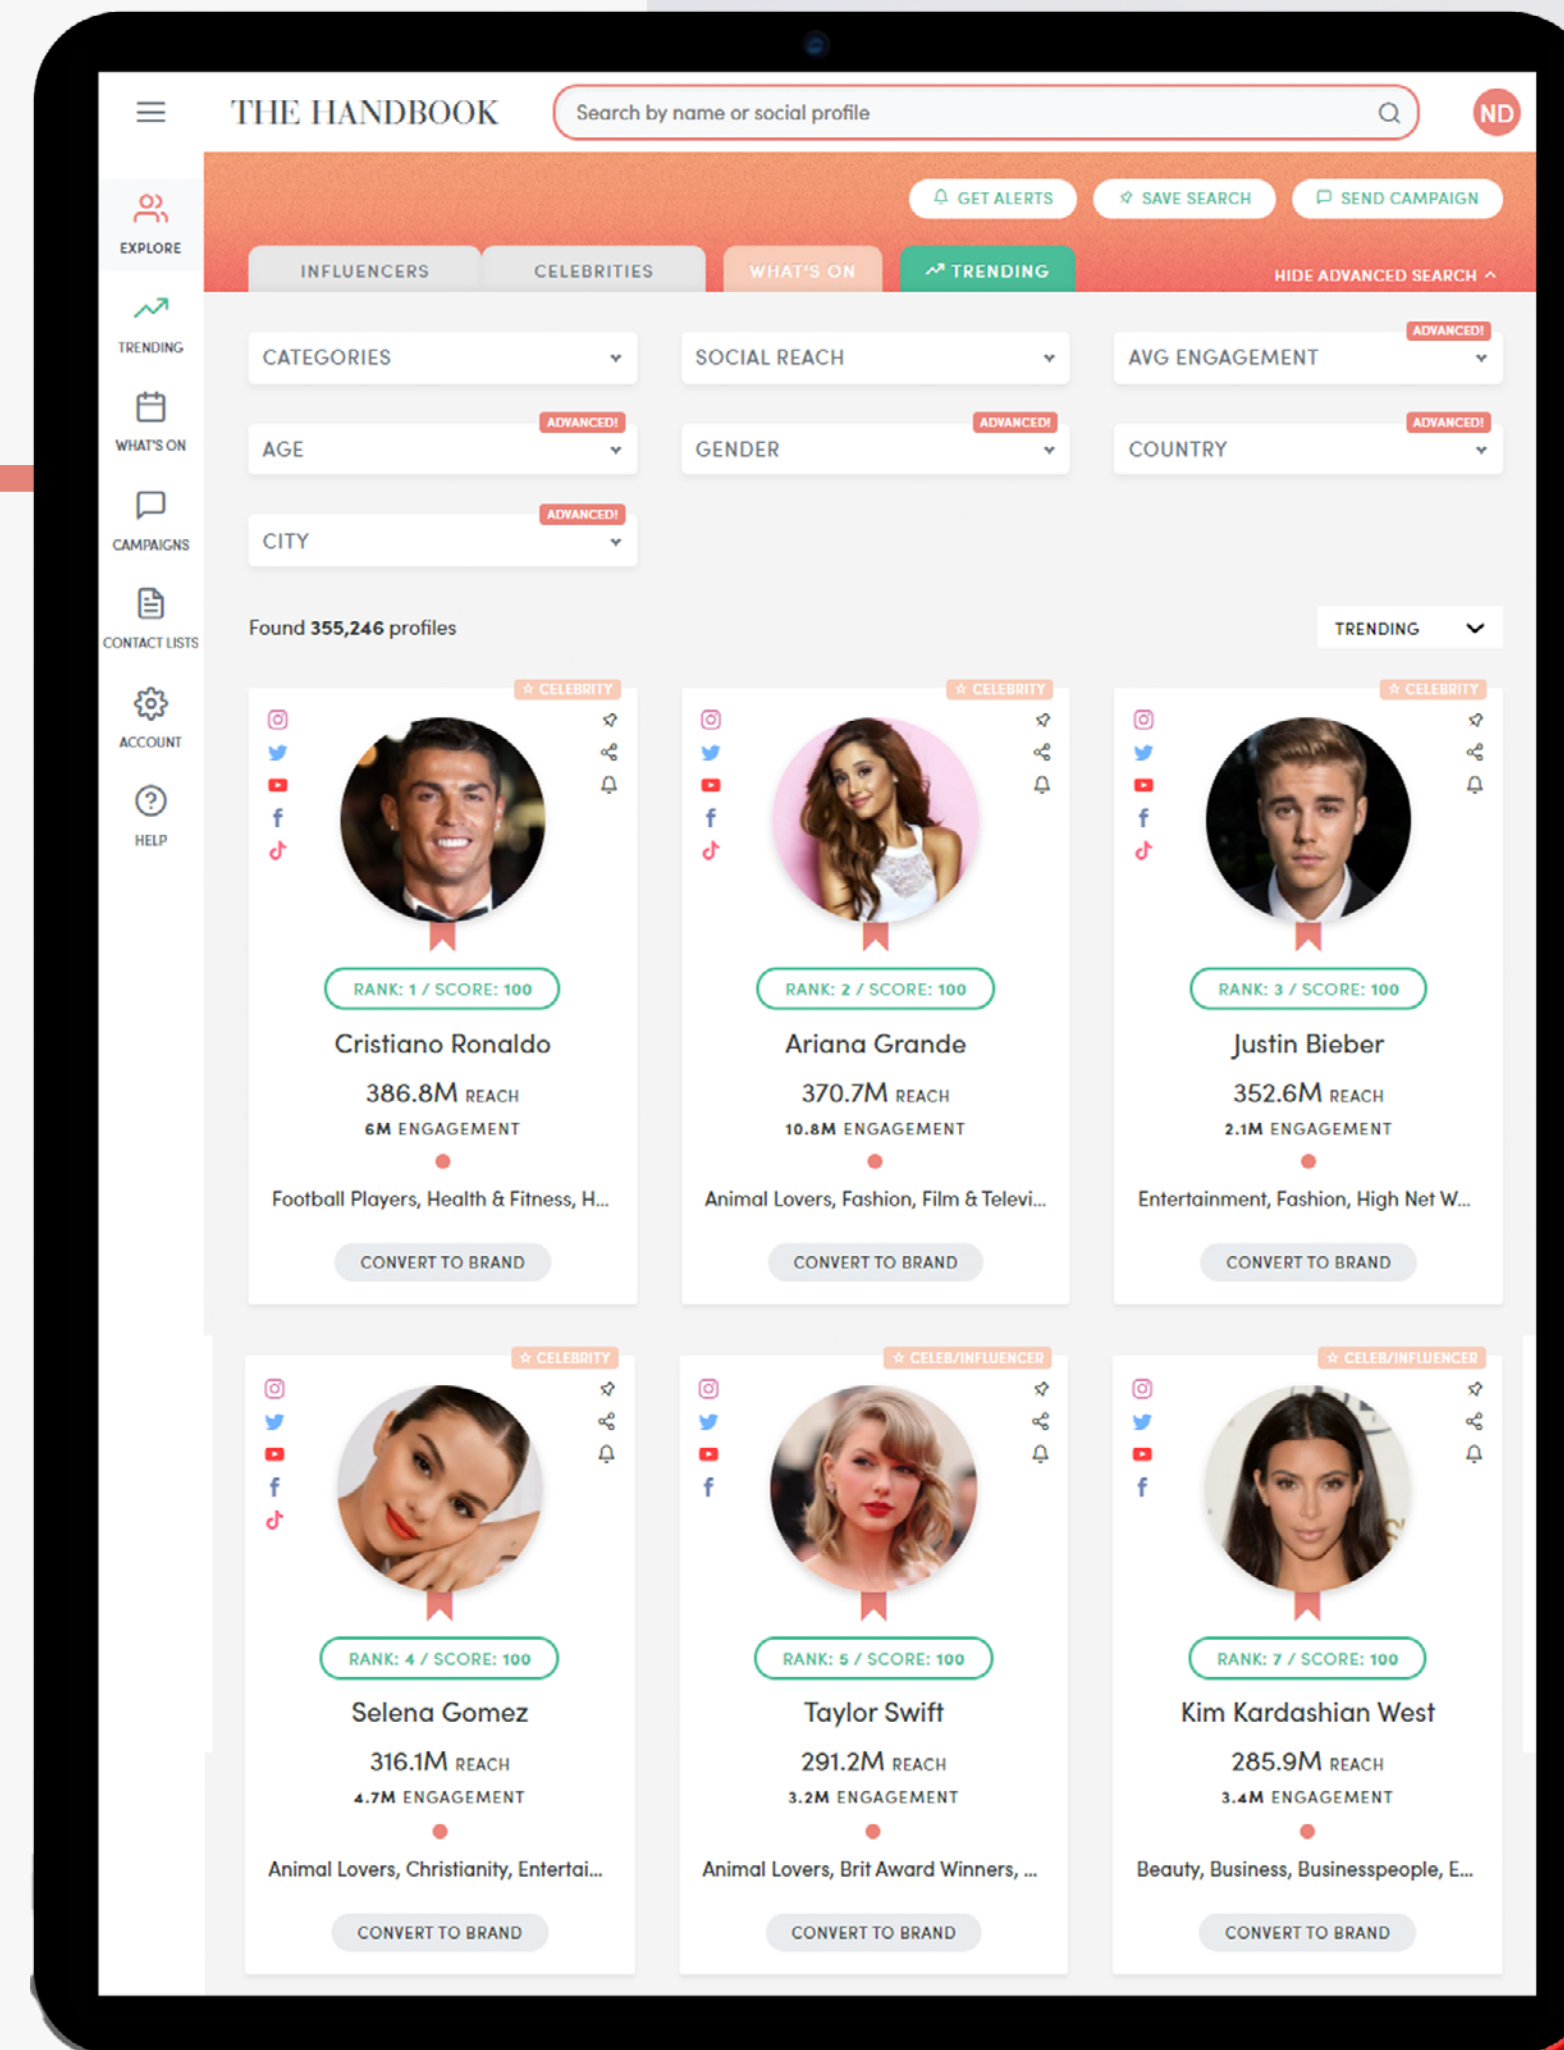 THE HANDBOOK
Search by name or social profile
ND
GET ALERTS
SAVE SEARCH
SEND CAMPAIGN
EXPLORE
INFLUENCERS
CELEBRITIES
WHAT'S ON
TRENDING
HIDE ADVANCED SEARCH
TRENDING
WHAT'S ON
CAMPAIGNS
CONTACT LISTS
ACCOUNT
HELP
CATEGORIES
SOCIAL REACH
ADVANCED!
AVG ENGAGEMENT
ADVANCED!
AGE
ADVANCED!
GENDER
ADVANCED!
COUNTRY
ADVANCED!
CITY
Found 355,246 profiles
TRENDING
CELEBRITY
RANK: 1 / SCORE: 100
Cristiano Ronaldo
386.8M REACH
6M ENGAGEMENT
Football Players, Health & Fitness, H...
CONVERT TO BRAND
CELEBRITY
RANK: 2 / SCORE: 100
Ariana Grande
370.7M REACH
10.8M ENGAGEMENT
Animal Lovers, Fashion, Film & Televi...
CONVERT TO BRAND
CELEBRITY
RANK: 3 / SCORE: 100
Justin Bieber
352.6M REACH
2.1M ENGAGEMENT
Entertainment, Fashion, High Net W...
CONVERT TO BRAND
CELEBRITY
RANK: 4 / SCORE: 100
Selena Gomez
316.1M REACH
4.7M ENGAGEMENT
Animal Lovers, Christianity, Entertai...
CONVERT TO BRAND
CELEB/INFLUENCER
RANK: 5 / SCORE: 100
Taylor Swift
291.2M REACH
3.2M ENGAGEMENT
Animal Lovers, Brit Award Winners, ...
CONVERT TO BRAND
CELEB/INFLUENCER
RANK: 7 / SCORE: 100
Kim Kardashian West
285.9M REACH
3.4M ENGAGEMENT
Beauty, Business, Businesspeople, E...
CONVERT TO BRAND